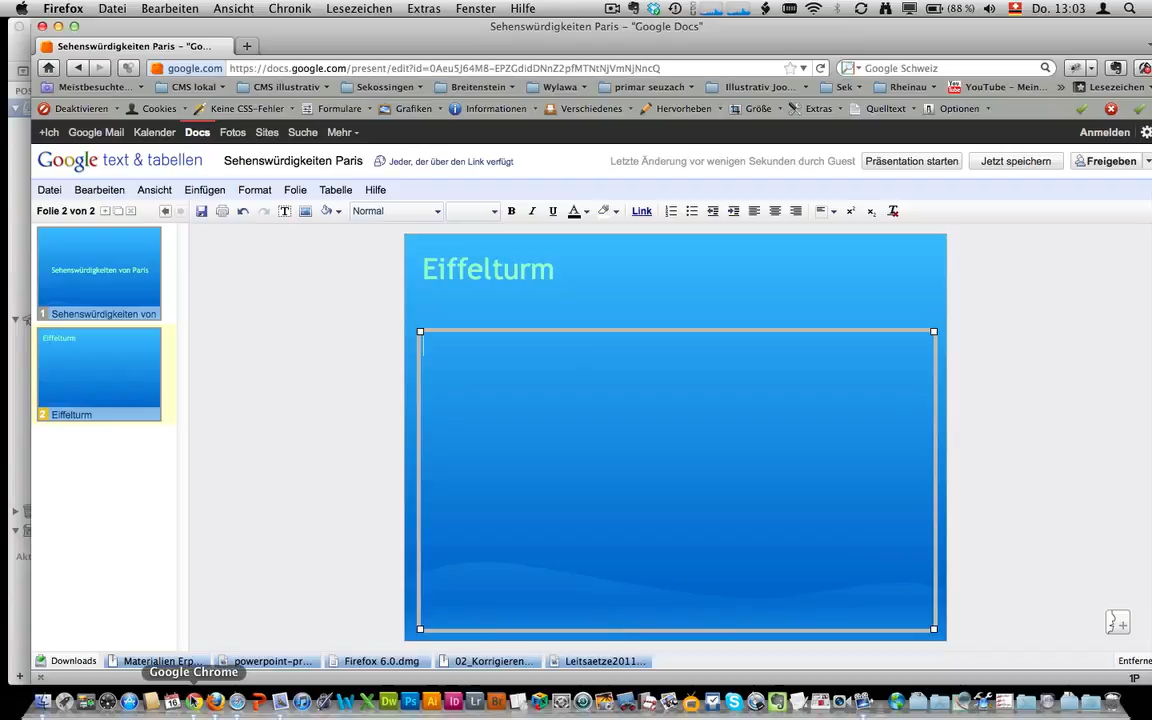 Firefox Datei Bearbeiten Ansicht Chronik Lesezeichen Extras Fenster Hilfe (88 %) Do. 13:03
Sehenswürdigkeiten Paris – "Google Docs"
Sehenswürdigkeiten Paris – "Go...
google.com https://docs.google.com/present/edit?id=0Aeu5J64M8-EPZGdidDNnZ2pfMTNtNjVmNjNncQ Google Schweiz
Meistbesuchte... CMS lokal CMS illustrativ Sekossingen Breitenstein Wylawa primar seuzach Illustrativ Joo... Sek Rheinau YouTube - Mein... » Lesezeichen
Deaktivieren Cookies Keine CSS-Fehler Formulare Grafiken Informationen Verschiedenes Hervorheben Größe Extras Quelltext Optionen
+Ich Google Mail Kalender Docs Fotos Sites Suche Mehr Anmelden
Google text & tabellen Sehenswürdigkeiten Paris Jeder, der über den Link verfügt Letzte Änderung vor wenigen Sekunden durch Guest Präsentation starten Jetzt speichern Freigeben
Datei Bearbeiten Ansicht Einfügen Format Folie Tabelle Hilfe
Folie 2 von 2 Normal B I U A Link
Eiffelturm
Sehenswürdigkeiten von Paris
1 Sehenswürdigkeiten von
Eiffelturm
2 Eiffelturm
Downloads Materialien Erp... powerpoint-pr... Firefox 6.0.dmg 02_Korrigieren... Leitsaetze2011... Entferne
Google Chrome
1P